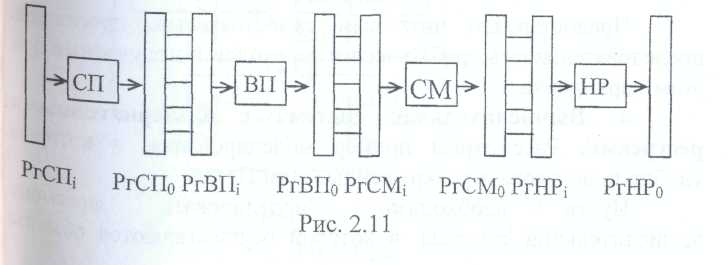 СП ВП СМ НР
РгСПi РгСП0 РгВПi РгВП0 РгСМi РгСМ0 РгНРi РгНР0
Рис. 2.11